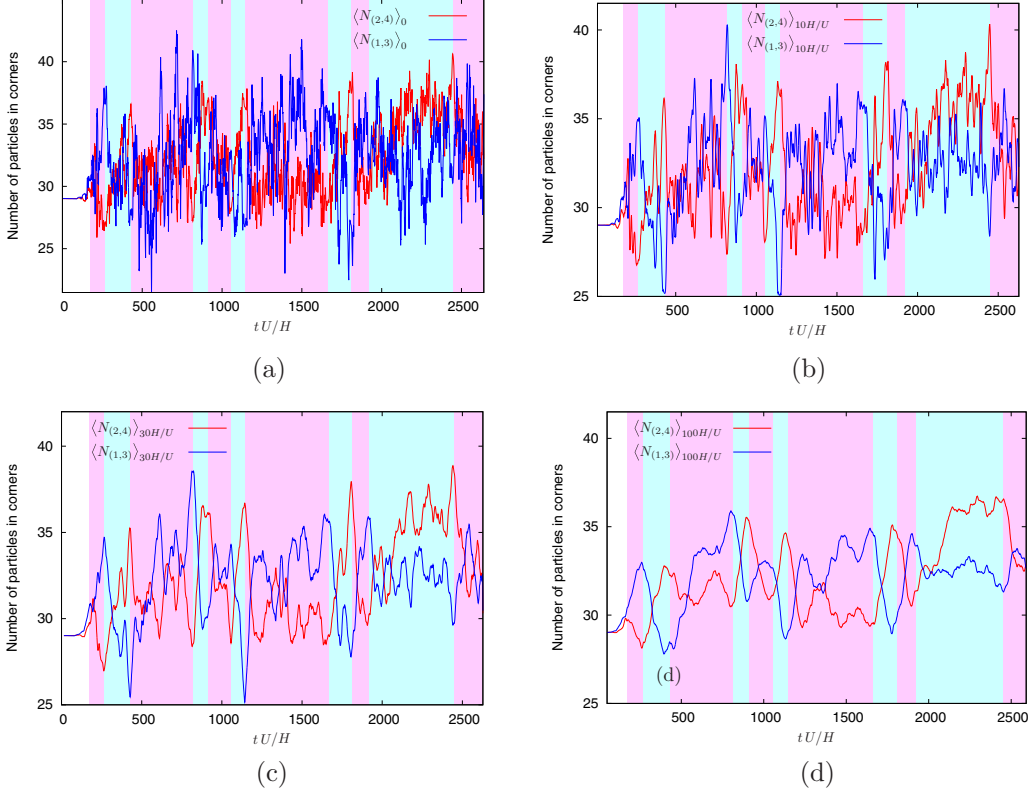 ⟨N(2,4)⟩0
⟨N(1,3)⟩0
Number of particles in corners
40
35
30
25
0
500
1000
1500
2000
2500
tU/H
(a)
⟨N(2,4)⟩10H/U
⟨N(1,3)⟩10H/U
Number of particles in corners
41
37
33
29
25
500
1000
1500
2000
2500
tU/H
(b)
⟨N(2,4)⟩30H/U
⟨N(1,3)⟩30H/U
Number of particles in corners
40
35
30
25
0
500
1000
1500
2000
2500
tU/H
(c)
⟨N(2,4)⟩100H/U
⟨N(1,3)⟩100H/U
Number of particles in corners
40
35
30
25
(d)
500
1000
1500
2000
2500
tU/H
(d)